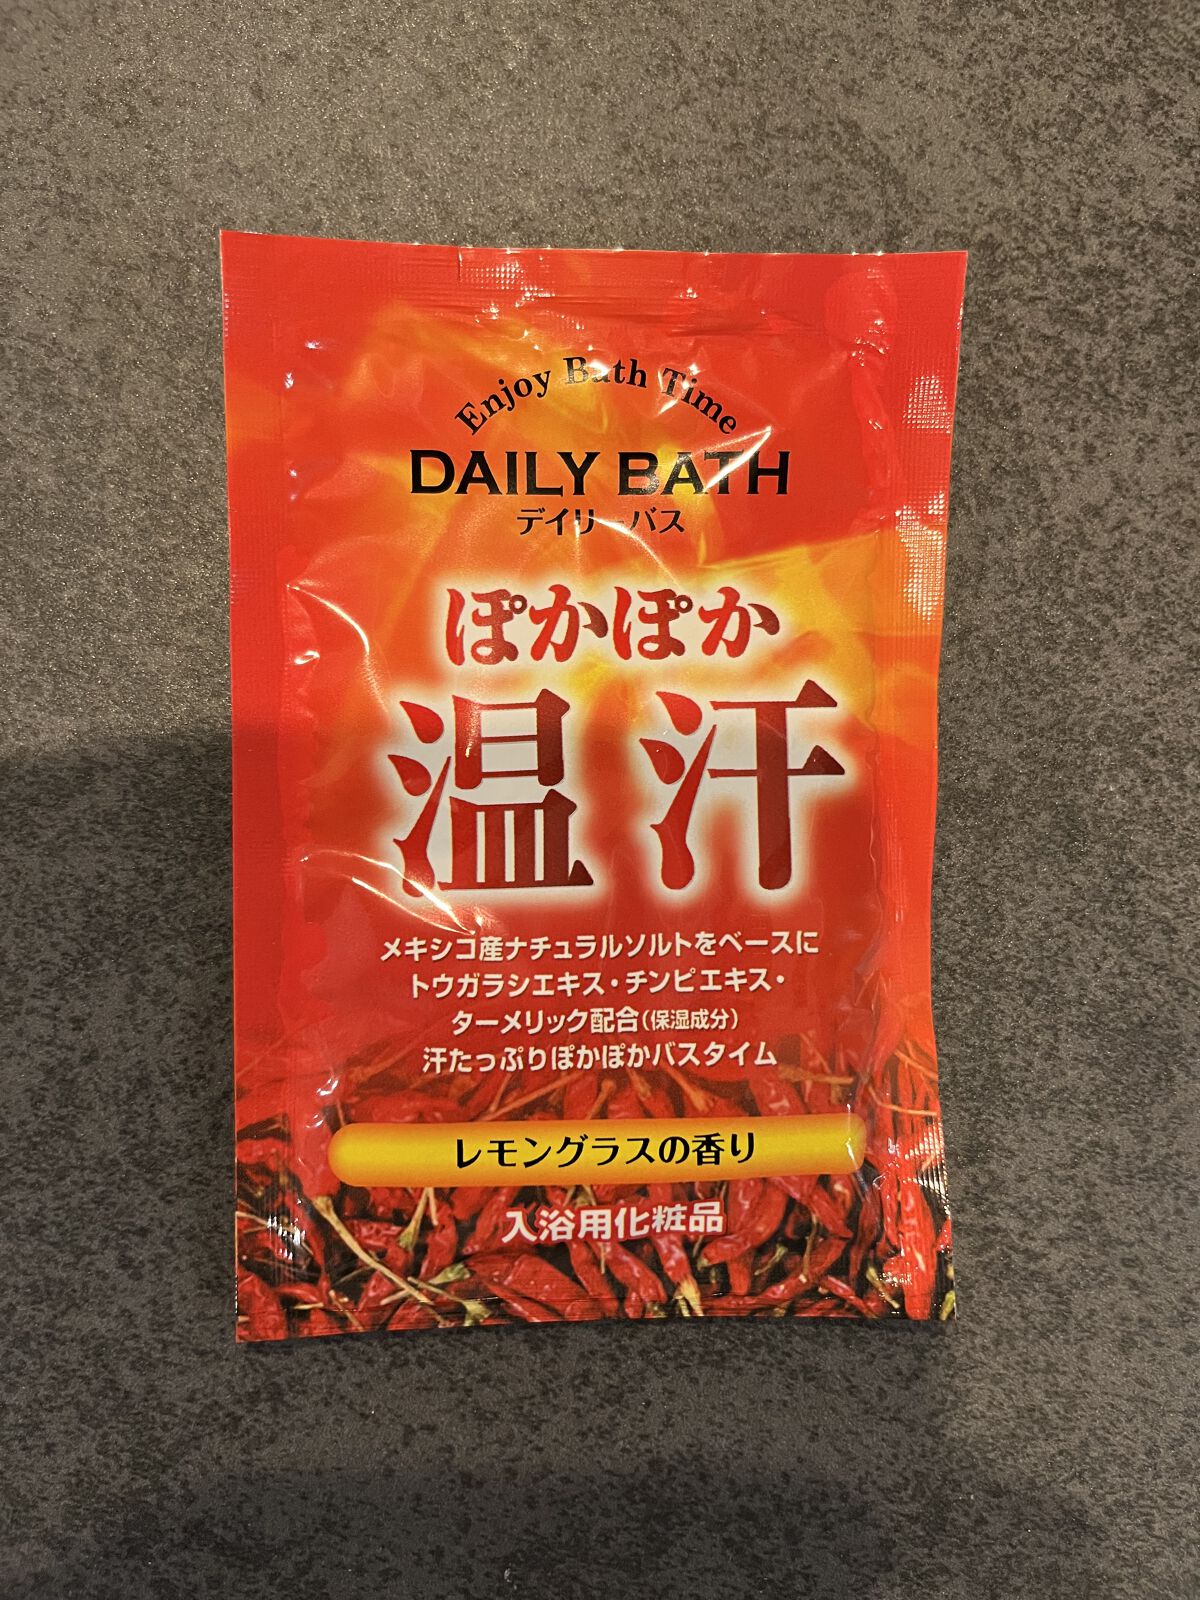 Enjoy Bath Time
DAILY BATH
デイリーバス
ぽかぽか
温汗
メキシコ産ナチュラルソルトをベースに
トウガラシエキス・チンピエキス・
ターメリック配合(保湿成分)
汗たっぷりぽかぽかバスタイム
レモングラスの香り
入浴用化粧品